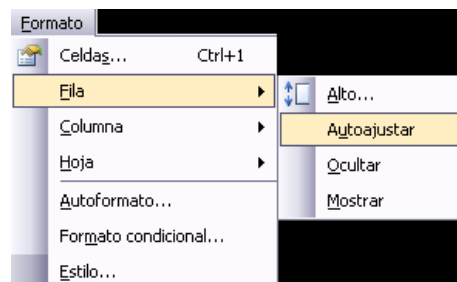 Formato
Celdas... Ctrl+1
Fila
Columna
Hoja
Autoformato...
Formato condicional...
Estilo...
Alto...
Autoajustar
Ocultar
Mostrar